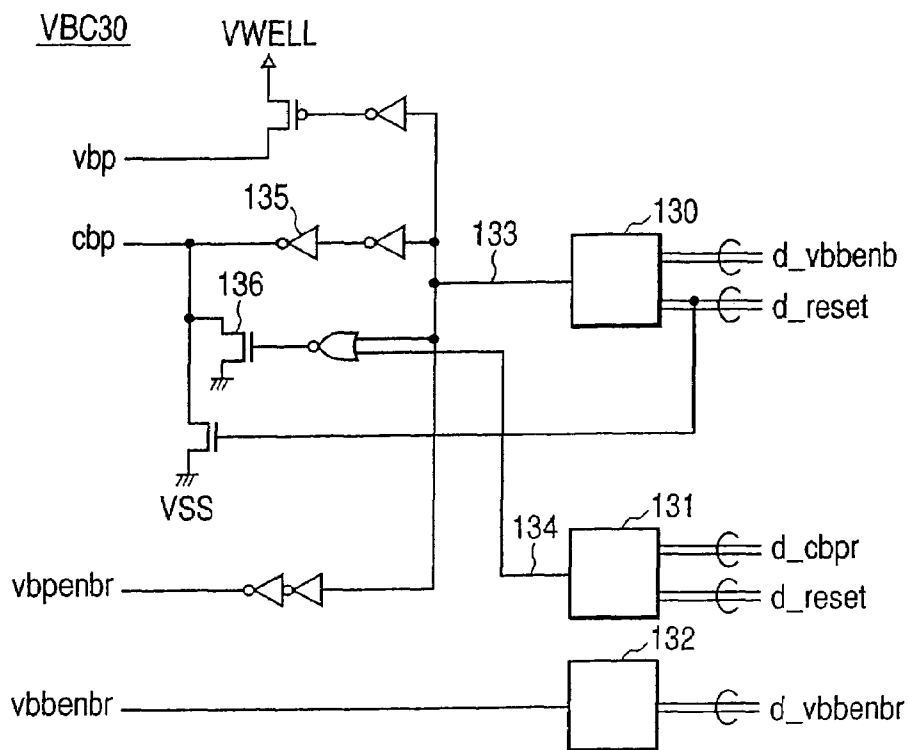 VBC30
VWELL
vbp
135
cbp
136
133
130
d_vbbenb
d_reset
VSS
134
131
d_cbpr
d_reset
vbpenbr
132
vbbenbr
d_vbbenbr